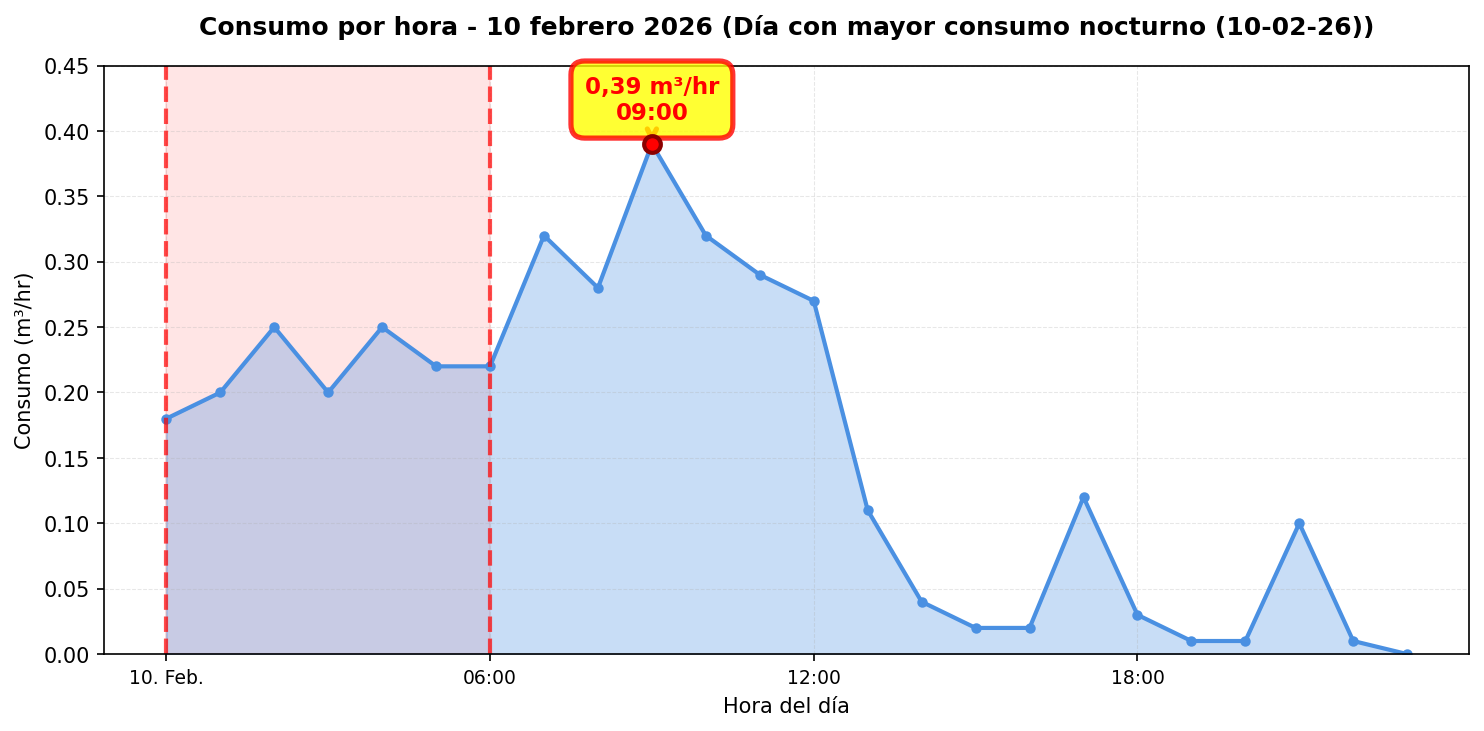 Consumo por hora - 10 febrero 2026 (Día con mayor consumo nocturno (10-02-26))
0,39 m³/hr
09:00
Consumo (m³/hr)
0.45
0.40
0.35
0.30
0.25
0.20
0.15
0.10
0.05
0.00
10. Feb.
06:00
12:00
18:00
Hora del día